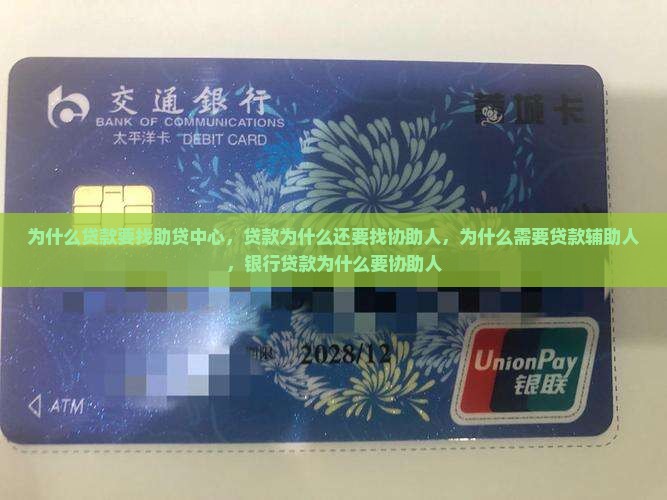 交通銀行
BANK OF COMMUNICATIONS
太平洋卡 DEBIT CARD
城卡
为什么贷款要找助贷中心，贷款为什么还要找协助人，为什么需要贷款辅助人
，银行贷款为什么要协助人
2028/12
UnionPay
银联
ATM